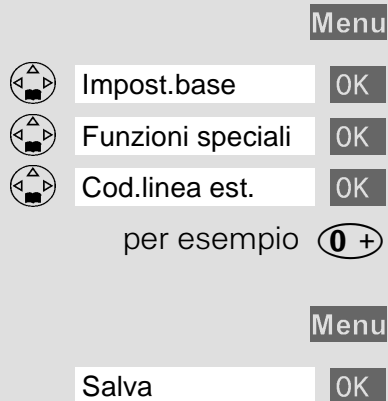 Menu
Impost.base OK
Funzioni speciali OK
Cod.linea est. OK
per esempio 0 +
Menu
Salva OK